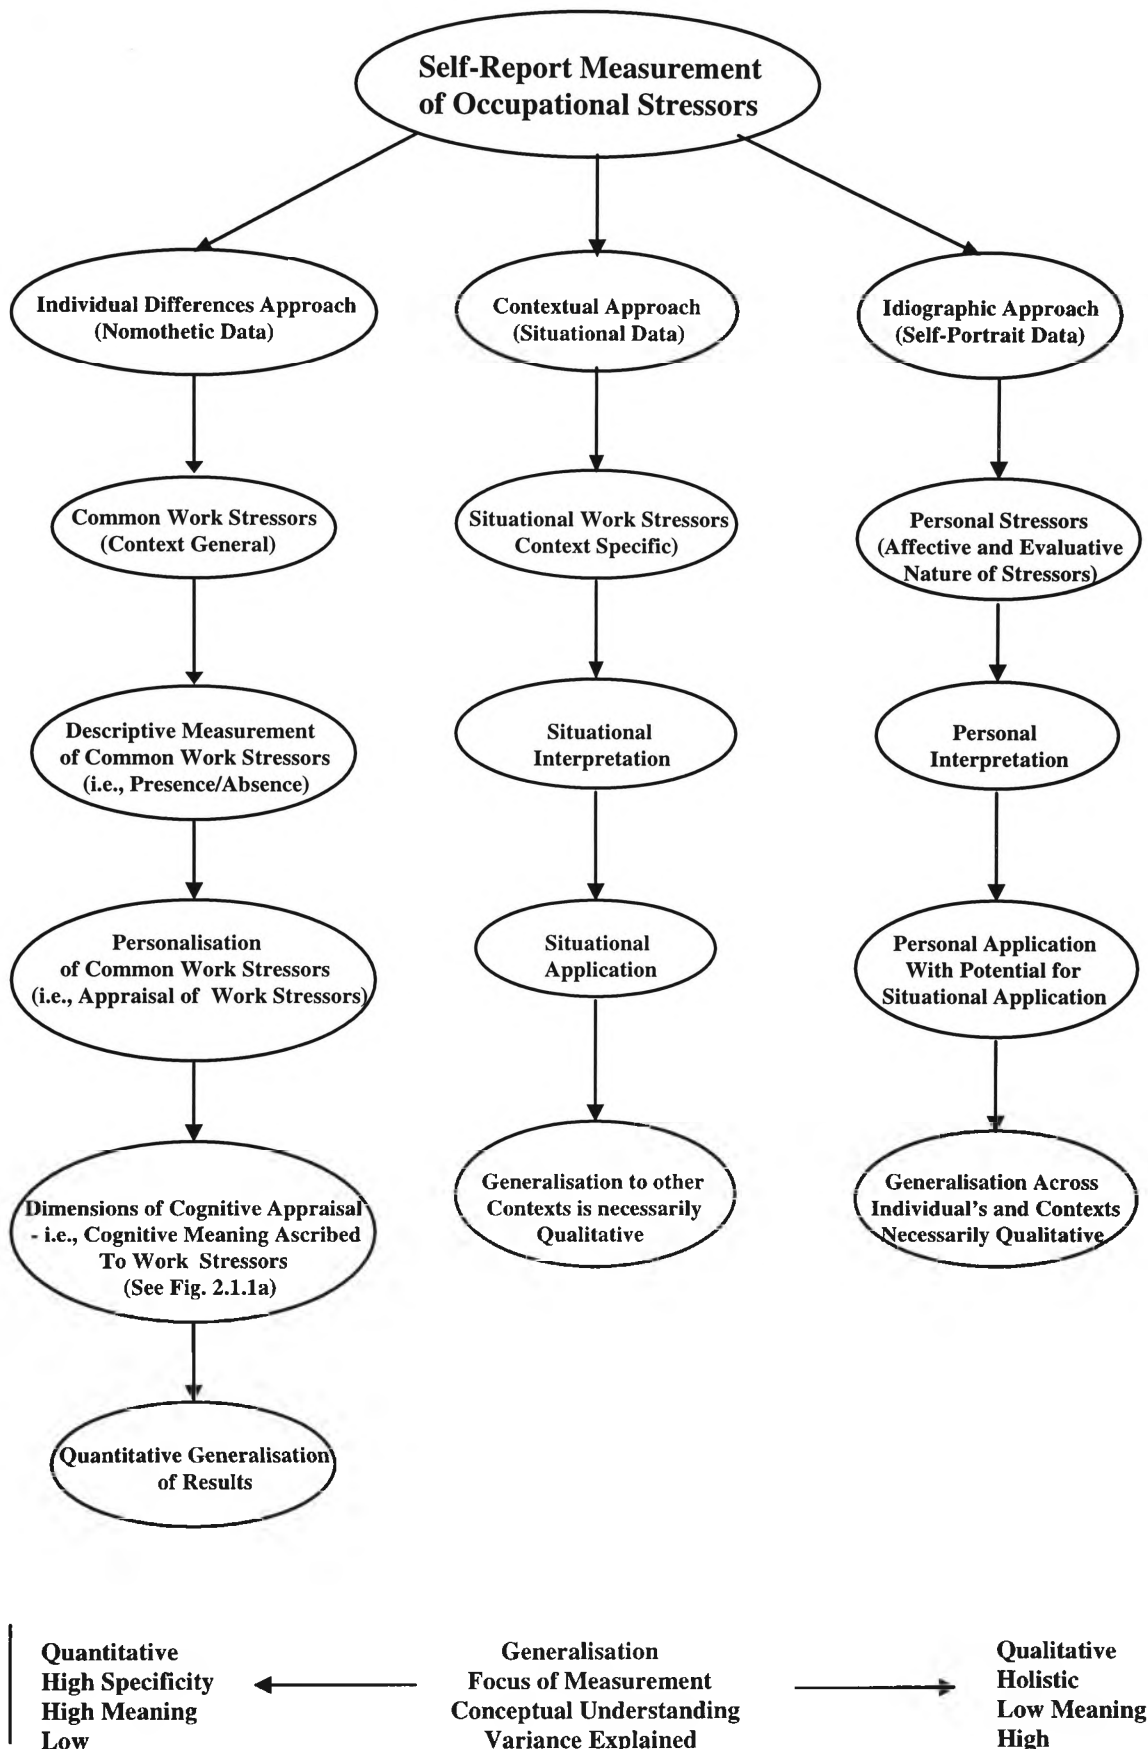 Self-Report Measurement
of Occupational Stressors
Individual Differences Approach
(Nomothetic Data)
Contextual Approach
(Situational Data)
Idiographic Approach
(Self-Portrait Data)
Common Work Stressors
(Context General)
Situational Work Stressors
Context Specific)
Personal Stressors
(Affective and Evaluative
Nature of Stressors)
Descriptive Measurement
of Common Work Stressors
(i.e., Presence/Absence)
Situational
Interpretation
Personal
Interpretation
Personalisation
of Common Work Stressors
(i.e., Appraisal of Work Stressors)
Situational
Application
Personal Application
With Potential for
Situational Application
Dimensions of Cognitive Appraisal
- i.e., Cognitive Meaning Ascribed
To Work Stressors
(See Fig. 2.1.1a)
Generalisation to other
Contexts is necessarily
Qualitative
Generalisation Across
Individual's and Contexts
Necessarily Qualitative
Quantitative Generalisation
of Results
Quantitative
High Specificity
High Meaning
Low
Generalisation
Focus of Measurement
Conceptual Understanding
Variance Explained
Qualitative
Holistic
Low Meaning
High